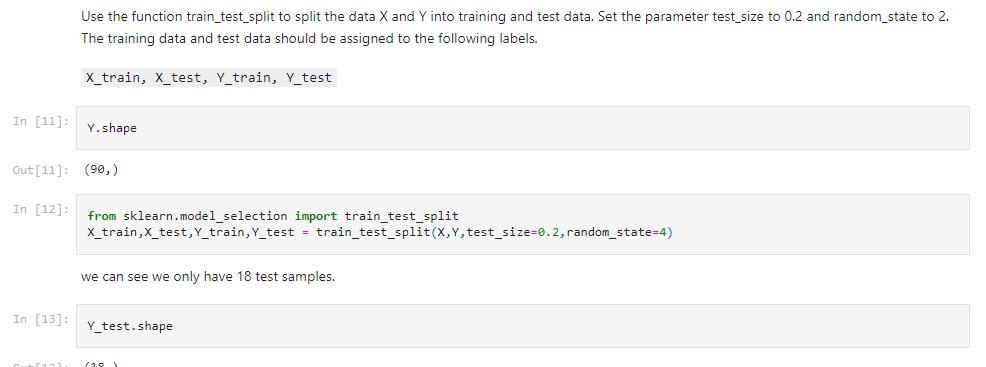 Use the function train_test_split to split the data X and Y into training and test data. Set the parameter test_size to 0.2 and random_state to 2.
The training data and test data should be assigned to the following labels.
X_train, X_test, Y_train, Y_test
In [11]:
Y.shape
Out[11]: (90,)
In [12]:
from sklearn.model_selection import train_test_split
X_train,X_test,Y_train,Y_test = train_test_split(X,Y,test_size=0.2,random_state=4)
we can see we only have 18 test samples.
In [13]:
Y_test.shape
Out[13]: (18,)